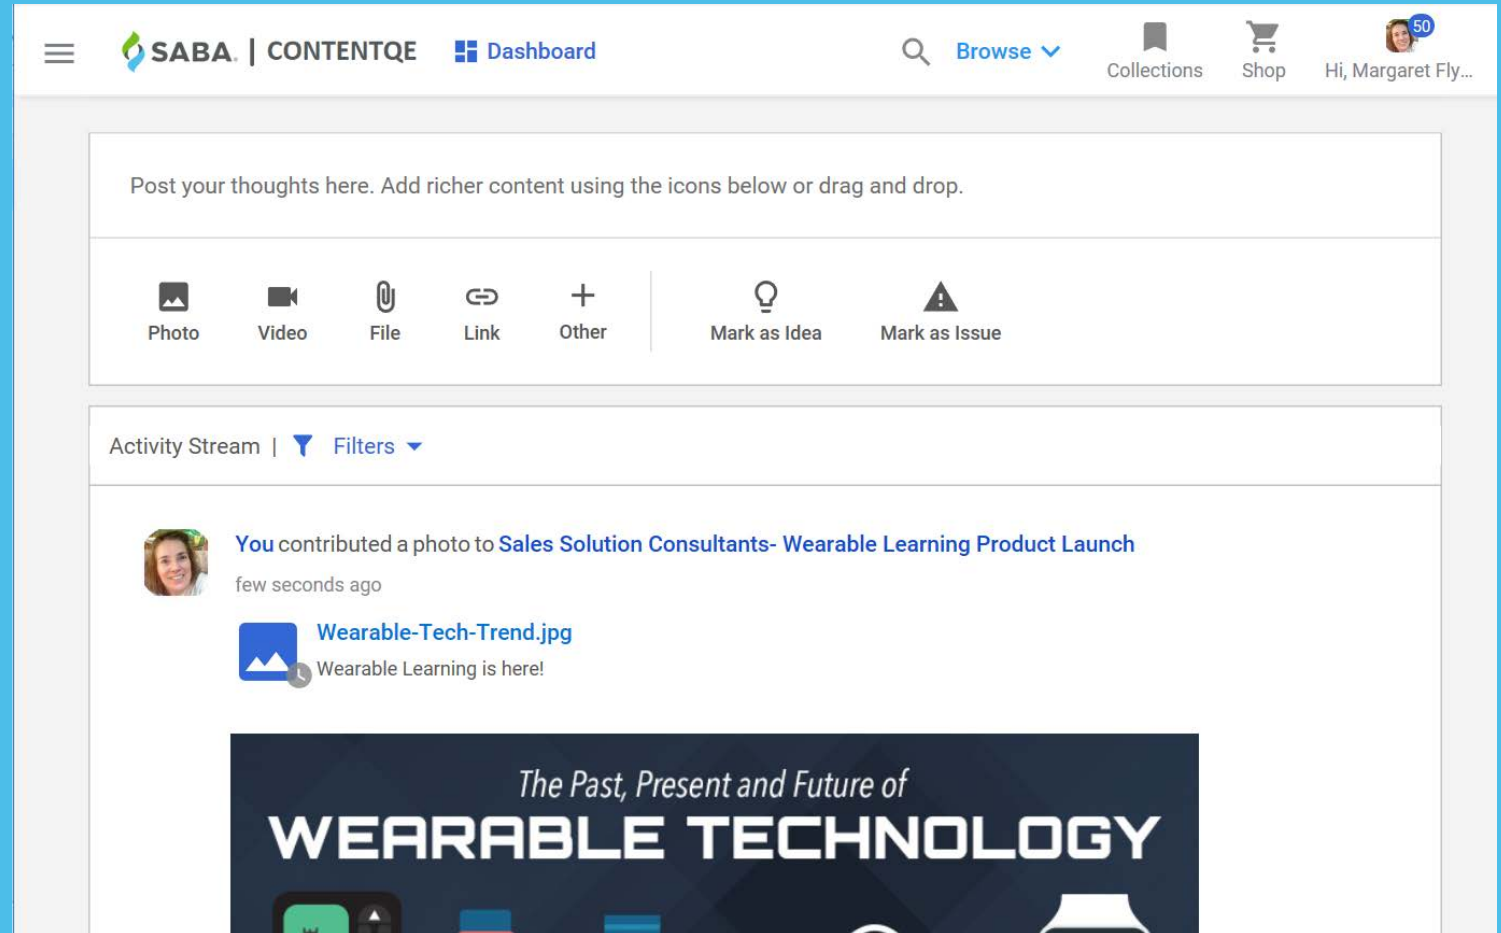 SABA. | CONTENTQE
Dashboard
Browse
Collections
Shop
50
Hi, Margaret Fly...
Post your thoughts here. Add richer content using the icons below or drag and drop.
Photo
Video
File
Link
Other
Mark as Idea
Mark as Issue
Activity Stream | Filters
You contributed a photo to Sales Solution Consultants- Wearable Learning Product Launch
few seconds ago
Wearable-Tech-Trend.jpg
Wearable Learning is here!
The Past, Present and Future of
WEARABLE TECHNOLOGY